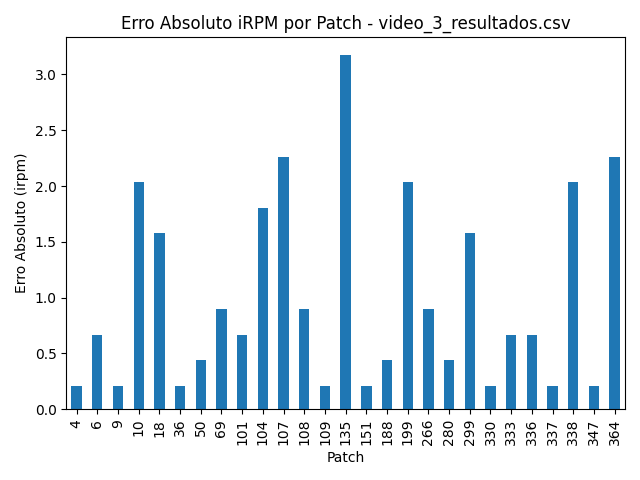 Erro Absoluto iRPM por Patch - video_3_resultados.csv
Erro Absoluto (irpm)
3.0
2.5
2.0
1.5
1.0
0.5
0.0
4 6 9 10 18 36 50 69 101 104 107 108 109 135 151 188 199 266 280 299 330 333 336 337 338 347 364
Patch